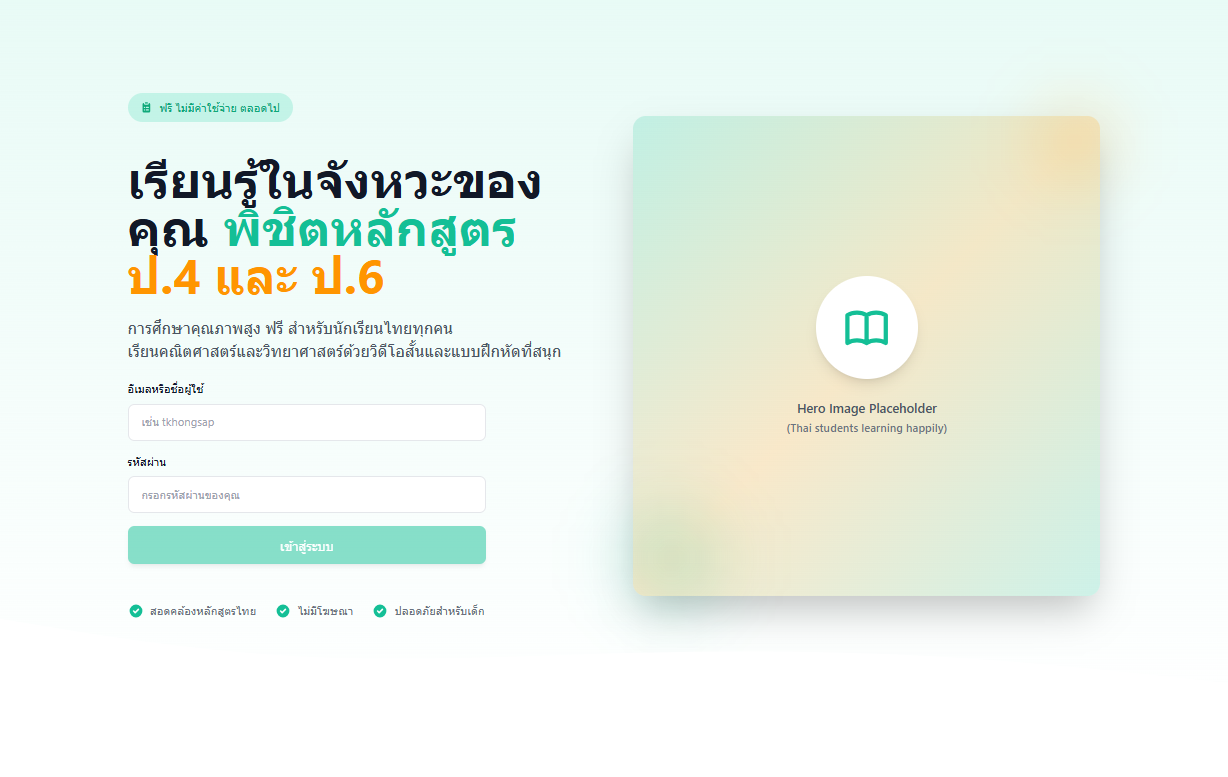 ฟรี ไม่มีค่าใช้จ่าย ตลอดไป
เรียนรู้ในจังหวะของ
คุณ พิชิตหลักสูตร
ป.4 และ ป.6
การศึกษาคุณภาพสูง ฟรี สำหรับนักเรียนไทยทุกคน
เรียนคณิตศาสตร์และวิทยาศาสตร์ด้วยวิดีโอสั้นและแบบฝึกหัดที่สนุก
อีเมลหรือชื่อผู้ใช้
เช่น tkhongsap
รหัสผ่าน
กรอกรหัสผ่านของคุณ
เข้าสู่ระบบ
สอดคล้องหลักสูตรไทย
ไม่มีโฆษณา
ปลอดภัยสำหรับเด็ก
Hero Image Placeholder
(Thai students learning happily)